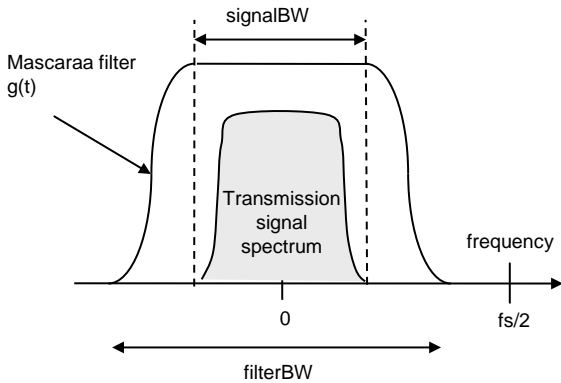 signalBW
Mascaraa filter
g(t)
Transmission
signal
spectrum
frequency
0
fs/2
filterBW